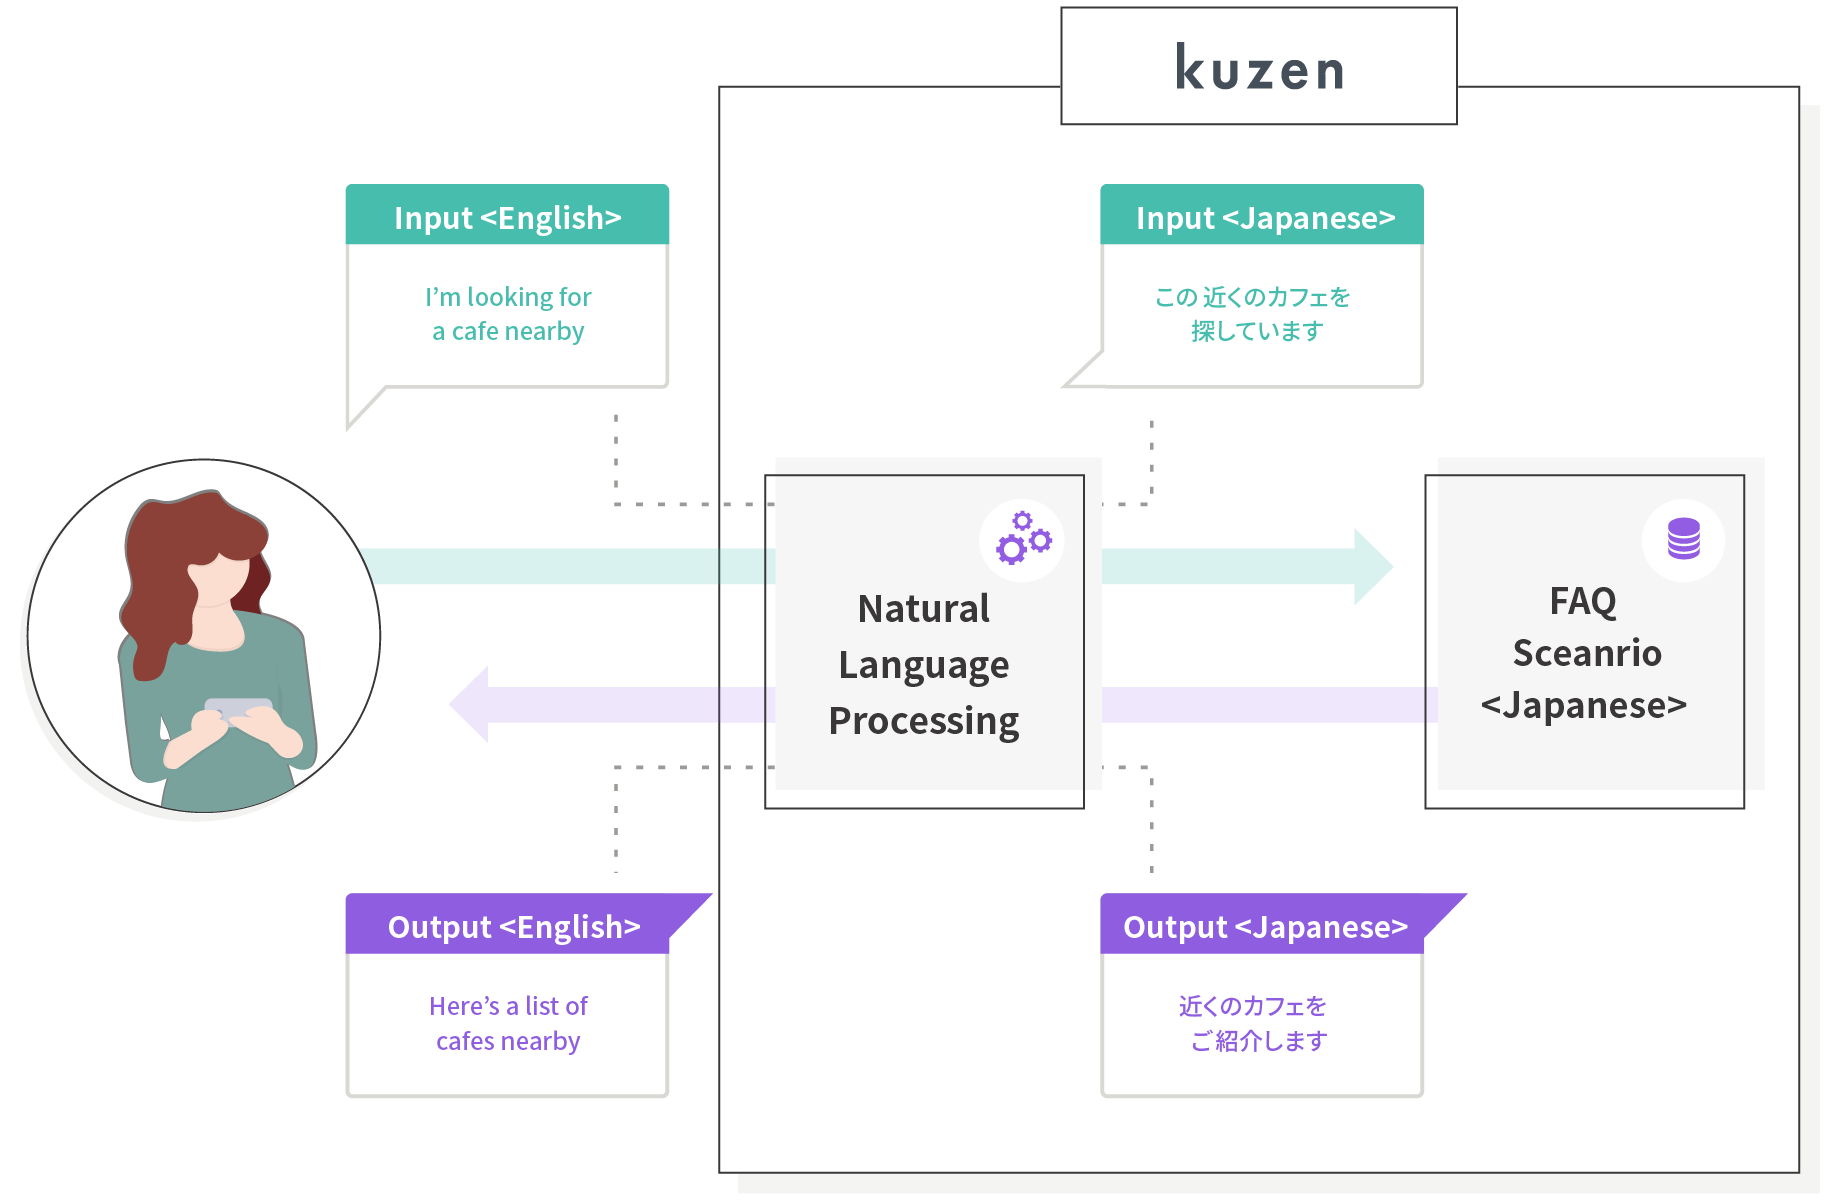 kuzen
Input <English>
I’m looking for
a cafe nearby
Input <Japanese>
この近くのカフェを
探しています
Natural
Language
Processing
FAQ
Sceanrio
<Japanese>
Output <English>
Here’s a list of
cafes nearby
Output <Japanese>
近くのカフェを
ご紹介します